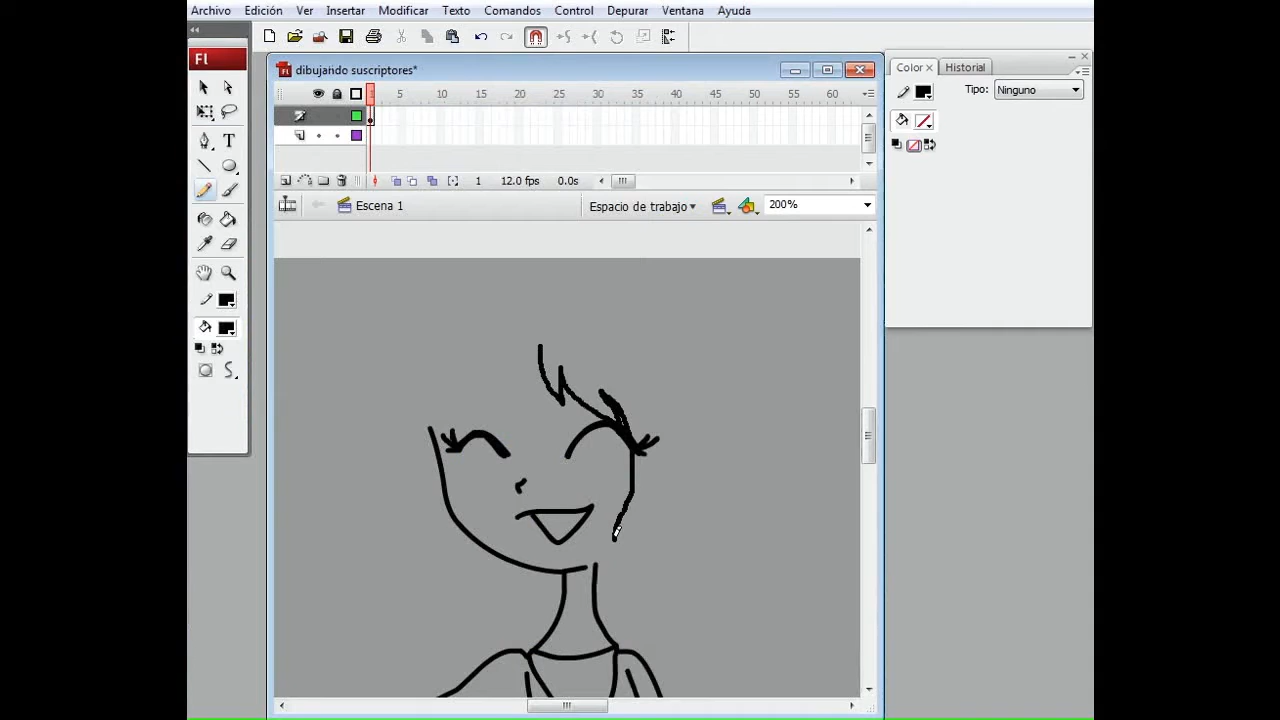 Archivo Edición Ver Insertar Modificar Texto Comandos Control Depurar Ventana Ayuda
Fl
dibujando suscriptores*
Color Historial
Tipo: Ninguno
1 5 10 15 20 25 30 35 40 45 50 55 60
1 12.0 fps 0.0s
Escena 1 Espacio de trabajo 200%